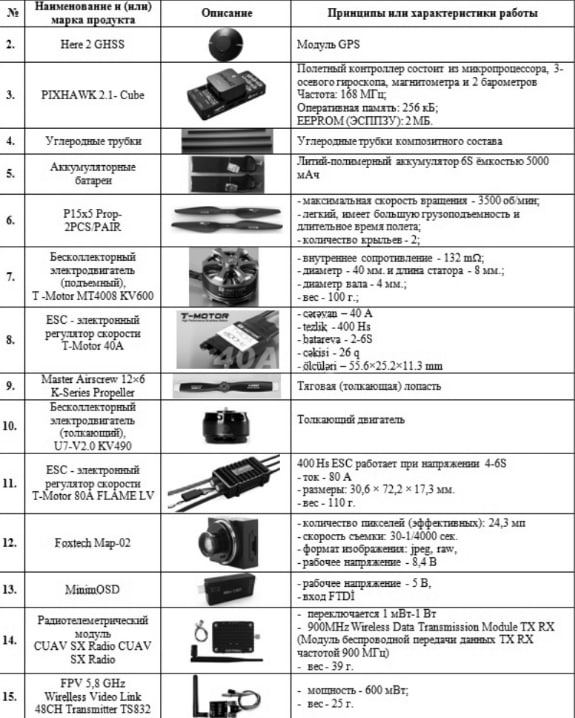 №
Наименование и (или)
марка продукта
Описание
Принципы или характеристики работы
2.
Here 2 GHSS
Модуль GPS
3.
PIXHAWK 2.1- Cube
Полетный контроллер состоит из микропроцессора, 3-
осевого гироскопа, магнитометра и 2 барометров
Частота: 168 МГц;
Оперативная память: 256 кБ;
EEPROM (ЭСППЗУ): 2 МБ.
4.
Углеродные трубки
Углеродные трубки композитного состава
5.
Аккумуляторные
батареи
Литий-полимерный аккумулятор 6S ёмкостью 5000
мАч
6.
P15x5 Prop-
2PCS/PAIR
- максимальная скорость вращения - 3500 об/мин;
- легкий, имеет большую грузоподъемность и
длительное время полета;
- количество крыльев - 2;
7.
Бесколлекторный
электродвигатель
(подъемный),
T -Motor MT4008 KV600
- внутреннее сопротивление - 132 mΩ;
- диаметр - 40 мм. и длина статора - 8 мм.;
- диаметр вала - 4 мм.;
- вес - 100 г.;
8.
ESC - электронный
регулятор скорости
T-Motor 40A
T-MOTOR
40A
- cərəyan – 40 A
- tezlik - 400 Hs
- batareya - 2-6S
- cəkisi - 26 q
- ölcüləri – 55.6×25.2×11.3 mm
9.
Master Airscrew 12×6
K-Series Propeller
Тяговая (толкающая) лопасть
10.
Бесколлекторный
электродвигатель
(толкающий),
U7-V2.0 KV490
Толкающий двигатель
11.
ESC - электронный
регулятор скорости
T-Motor 80A FLAME LV
400 Hs ESC работает при напряжении 4-6S
- ток - 80 А
- размеры: 30,6 × 72,2 × 17,3 мм.
- вес - 110 г.
12.
Foxtech Map-02
- количество пикселей (эффективных): 24,3 мп
- скорость съемки: 30-1/4000 сек.
- формат изображения: jpeg, raw,
- рабочее напряжение - 8,4 В
13.
MinimOSD
- рабочее напряжение - 5 В,
- вход FTDİ
14.
Радиотелеметрический
модуль
CUAV SX Radio CUAV
SX Radio
- переключается 1 мВт-1 Вт
- 900MHz Wireless Data Transmission Module TX RX
(Модуль беспроводной передачи данных TX RX
частотой 900 МГц)
- вес - 39 г.
15.
FPV 5,8 GHz
Wirelless Video Link
48CH Transmitter TS832
- мощность - 600 мВт;
- вес - 25 г.